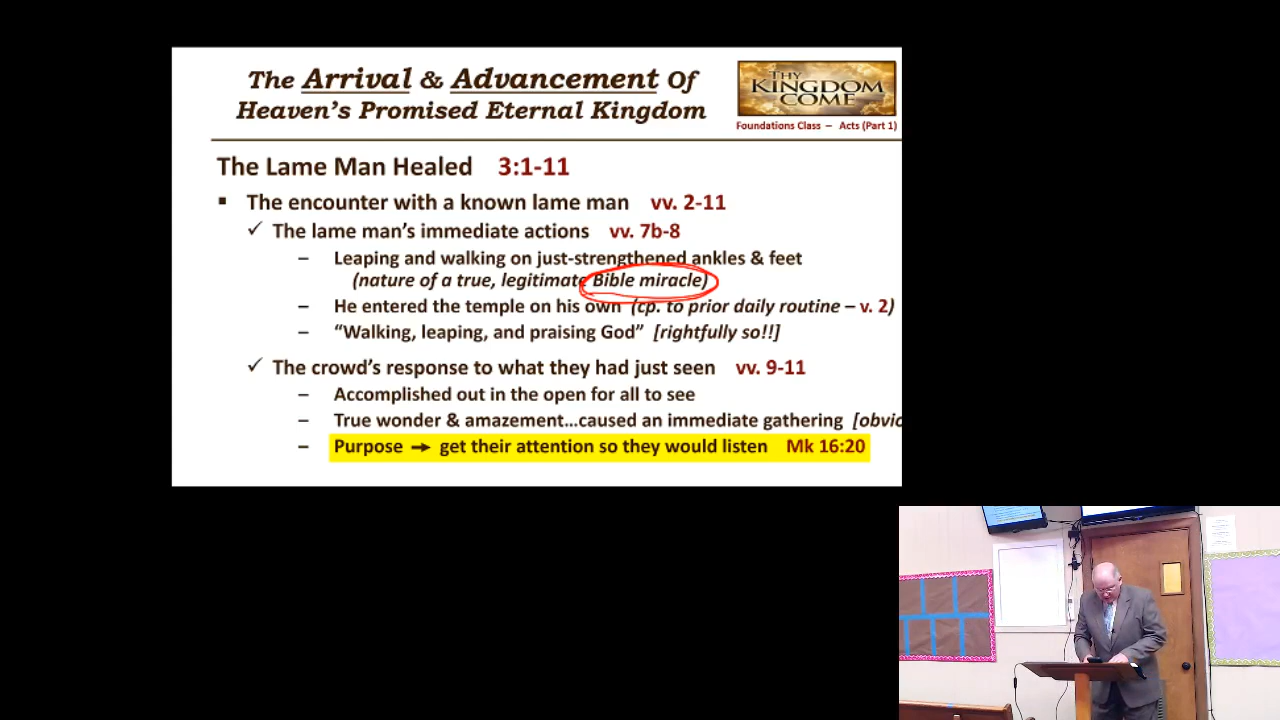 The Arrival & Advancement Of
Heaven's Promised Eternal Kingdom
THY
KINGDOM
COME
Foundations Class – Acts (Part 1)
The Lame Man Healed 3:1-11
▪ The encounter with a known lame man vv. 2-11
✓ The lame man's immediate actions vv. 7b-8
– Leaping and walking on just-strengthened ankles & feet
(nature of a true, legitimate Bible miracle)
– He entered the temple on his own (cp. to prior daily routine – v. 2)
– “Walking, leaping, and praising God” [rightfully so!!]
✓ The crowd's response to what they had just seen vv. 9-11
– Accomplished out in the open for all to see
– True wonder & amazement…caused an immediate gathering [obvio
– Purpose → get their attention so they would listen Mk 16:20